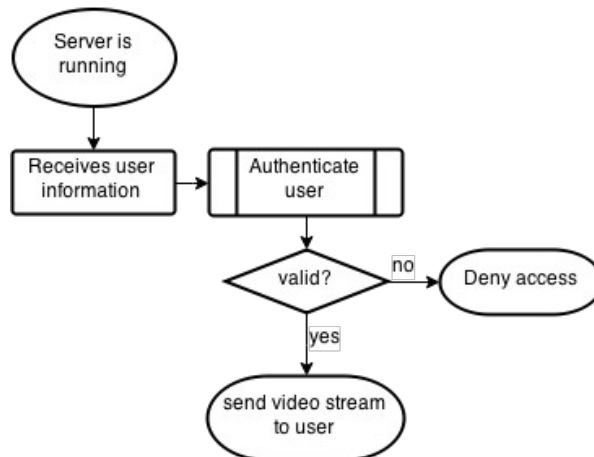 Server is
running
Receives user
information
Authenticate
user
valid?
no
Deny access
yes
send video stream
to user